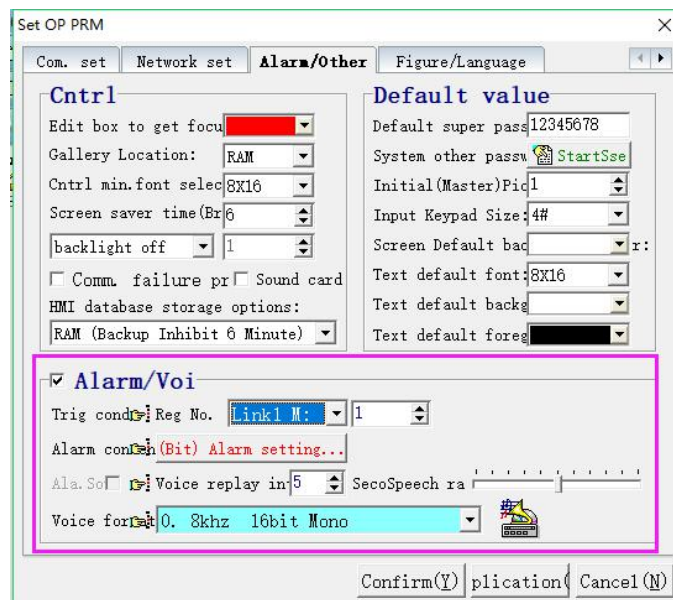 Set OP PRM
Com. set Network set Alarm/Other Figure/Language
Cntrl
Edit box to get focu
Gallery Location: RAM
Cntrl min.font selec 8X16
Screen saver time(Br 6
backlight off 1
Comm. failure pr Sound card
HMI database storage options:
RAM (Backup Inhibit 6 Minute)
Default value
Default super pass 12345678
System other passw StartSse
Initial(Master)Pic 1
Input Keypad Size: 4#
Screen Default bac r:
Text default font: 8X16
Text default backg
Text default foreg
Alarm/Voi
Trig cond Reg No. Link1 M: 1
Alarm con (Bit) Alarm setting...
Ala.So Voice replay in 5 SecoSpeech ra
Voice for 0. 8khz 16bit Mono
Confirm(Y) plication( Cancel(N)